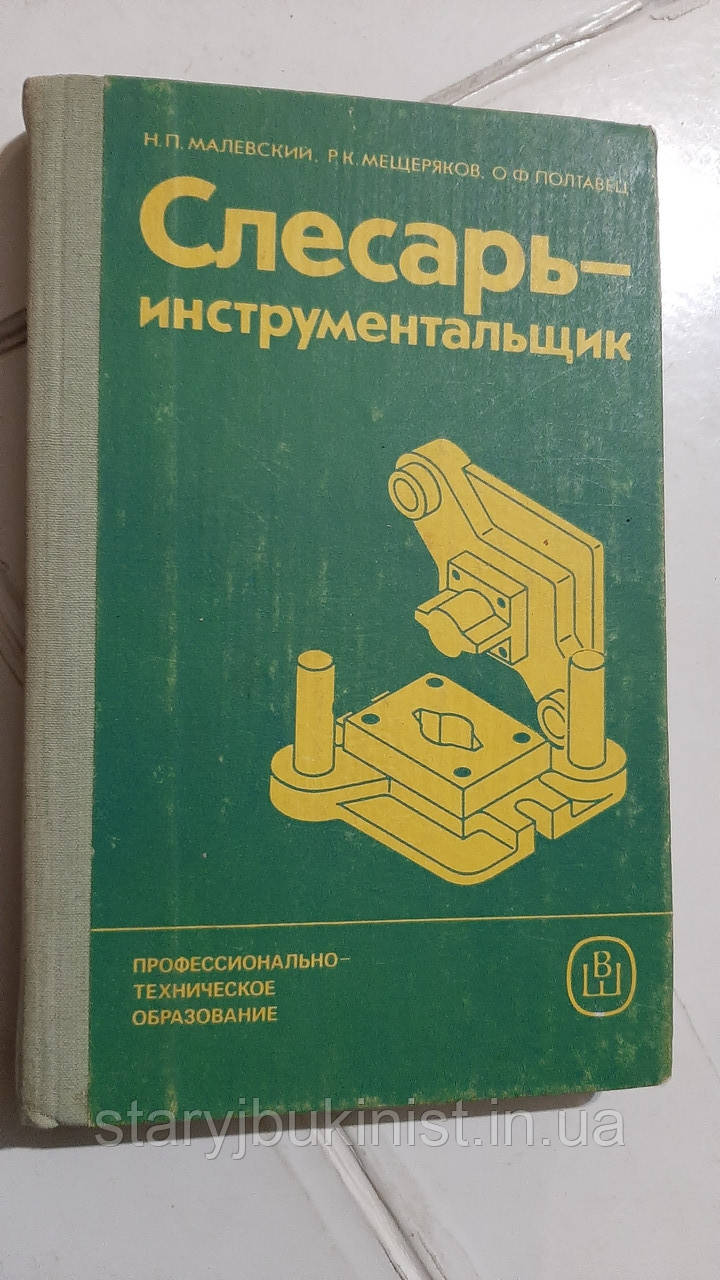 Н.П. МАЛЕВСКИЙ, Р.К. МЕЩЕРЯКОВ, О.Ф. ПОЛТАВЕЦ
Слесарь-
инструментальщик
ПРОФЕССИОНАЛЬНО-
ТЕХНИЧЕСКОЕ
ОБРАЗОВАНИЕ
ВШ
staryjbukinist.in.ua